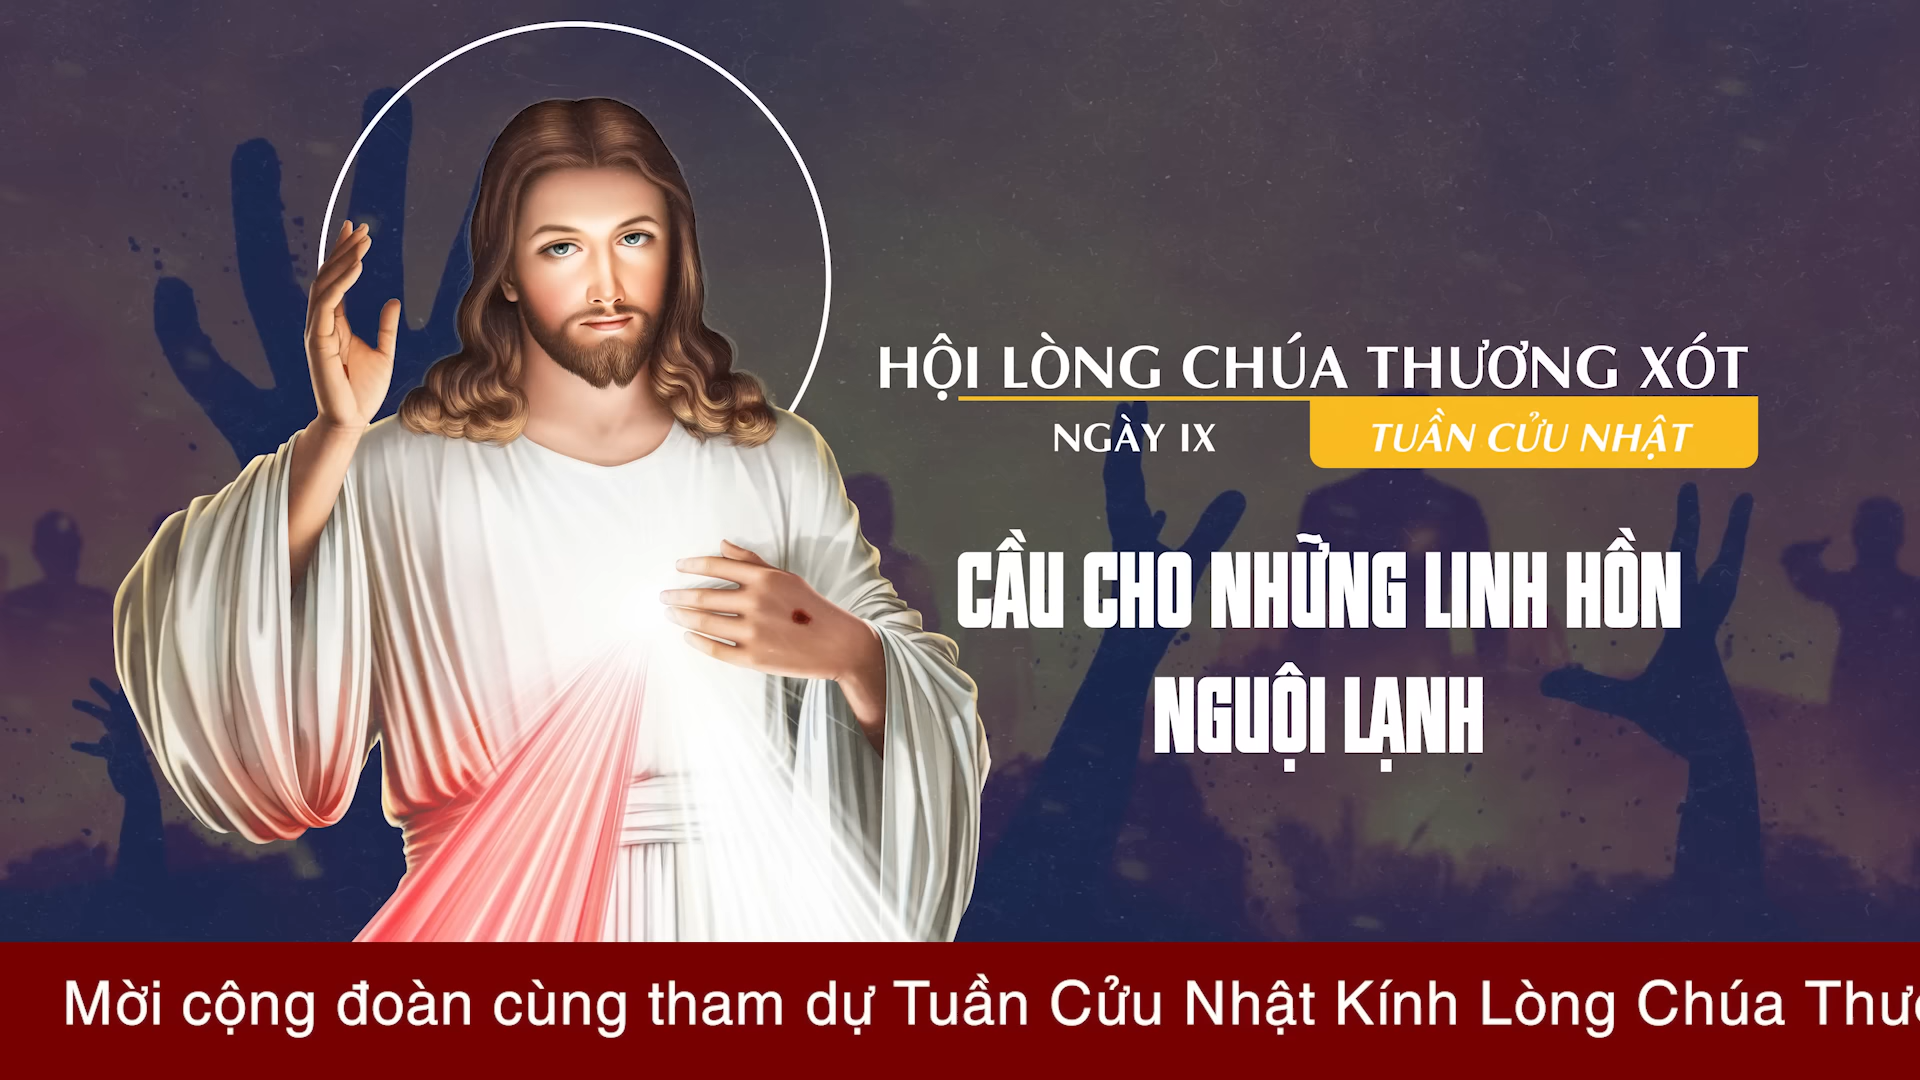 HỘI LÒNG CHÚA THƯƠNG XÓT
NGÀY IX
TUẦN CỬU NHẬT
CẦU CHO NHỮNG LINH HỒN
NGUỘI LẠNH
Mời cộng đoàn cùng tham dự Tuần Cửu Nhật Kính Lòng Chúa